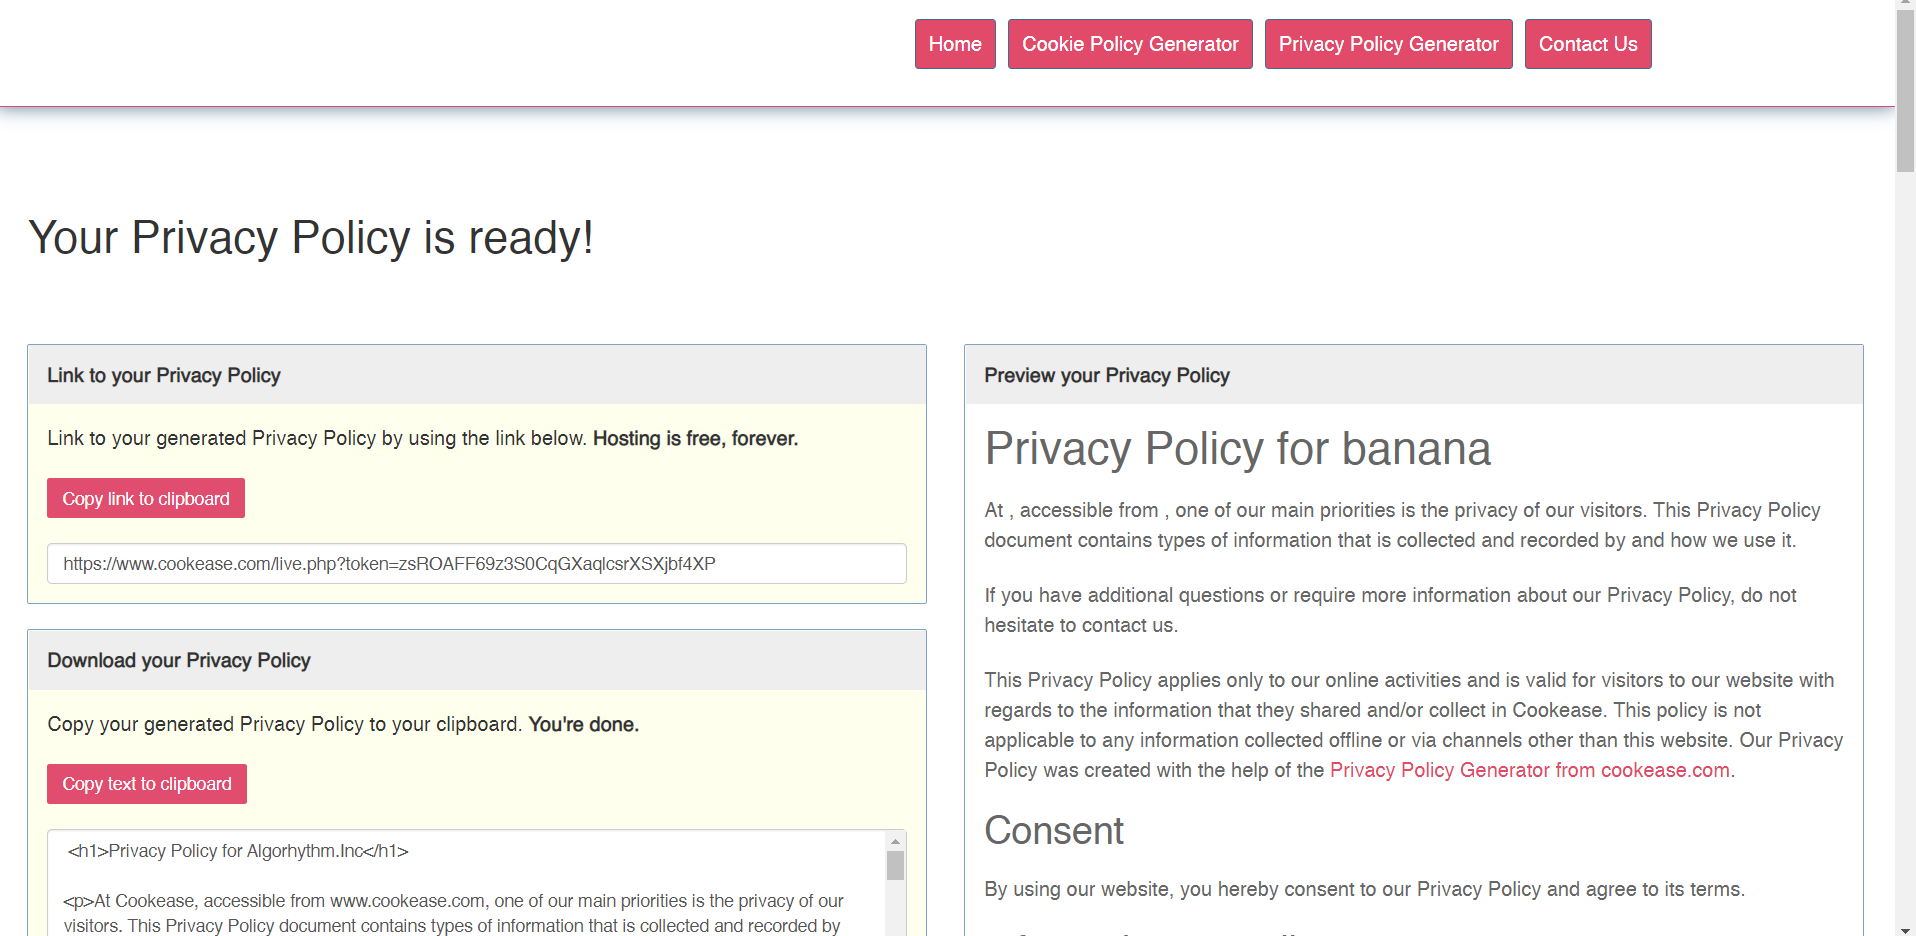 Home
Cookie Policy Generator
Privacy Policy Generator
Contact Us
Your Privacy Policy is ready!
Link to your Privacy Policy
Link to your generated Privacy Policy by using the link below. Hosting is free, forever.
Copy link to clipboard
https://www.cookease.com/live.php?token=zsROAFF69z3S0CqGXaqlcsrXSXjbf4XP
Download your Privacy Policy
Copy your generated Privacy Policy to your clipboard. You're done.
Copy text to clipboard
<h1>Privacy Policy for Algorhythm.Inc</h1>
<p>At Cookease, accessible from www.cookease.com, one of our main priorities is the privacy of our
visitors. This Privacy Policy document contains types of information that is collected and recorded by
Preview your Privacy Policy
Privacy Policy for banana
At , accessible from , one of our main priorities is the privacy of our visitors. This Privacy Policy
document contains types of information that is collected and recorded by and how we use it.
If you have additional questions or require more information about our Privacy Policy, do not
hesitate to contact us.
This Privacy Policy applies only to our online activities and is valid for visitors to our website with
regards to the information that they shared and/or collect in Cookease. This policy is not
applicable to any information collected offline or via channels other than this website. Our Privacy
Policy was created with the help of the Privacy Policy Generator from cookease.com.
Consent
By using our website, you hereby consent to our Privacy Policy and agree to its terms.